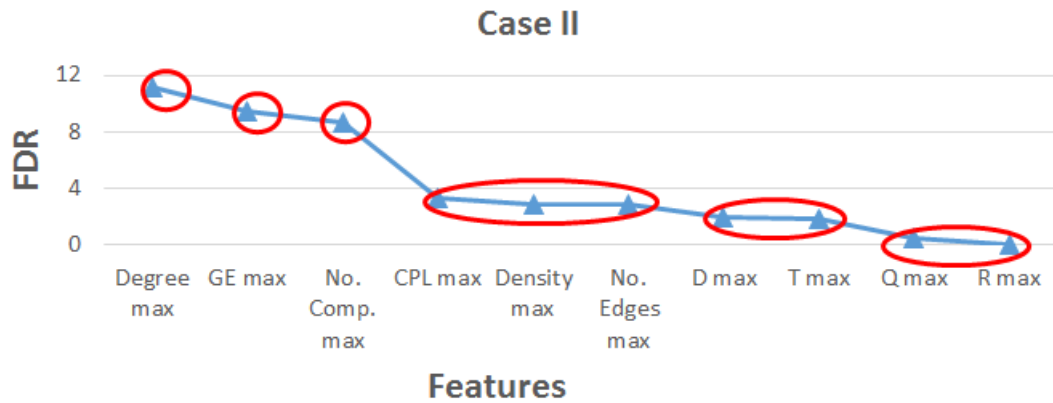 Case II
FDR
12
8
4
0
Degree max
GE max
No. Comp. max
CPL max
Density max
No. Edges max
D max
T max
Q max
R max
Features